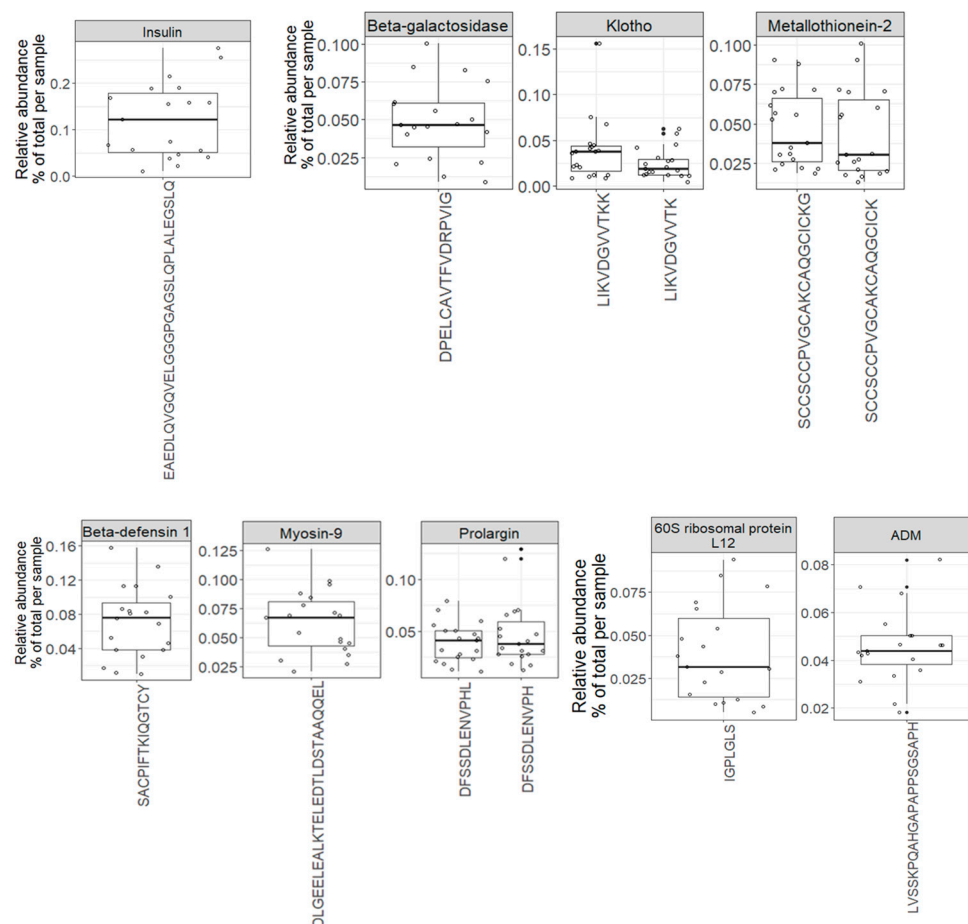 Insulin
Relative abundance
% of total per sample
0.2
0.1
0.0
EAEDLQVGQVELGGGPGAGSLQPLALEGSLQ
Beta-galactosidase
Relative abundance
% of total per sample
0.100
0.075
0.050
0.025
DPELCAVTFVDRPVIG
Klotho
0.15
0.10
0.05
0.00
LIKVDGVVTKK
LIKVDGVVTK
Metallothionein-2
0.100
0.075
0.050
0.025
SCCSCCPVGCAKCAQGCICKG
SCCSCCPVGCAKCAQGCICK
Beta-defensin 1
Relative abundance
% of total per sample
0.16
0.12
0.08
0.04
SACPIFTKIQGTCY
Myosin-9
0.125
0.100
0.075
0.050
0.025
DLGEELEALKTELEDTLDSTAAQQEL
Prolargin
0.10
0.05
DFSSDLENVPHL
DFSSDLENVPH
60S ribosomal protein
L12
Relative abundance
% of total per sample
0.075
0.050
0.025
IGPLGLS
ADM
0.08
0.06
0.04
0.02
LVSSKPQAHGAPAPPSGSAPH